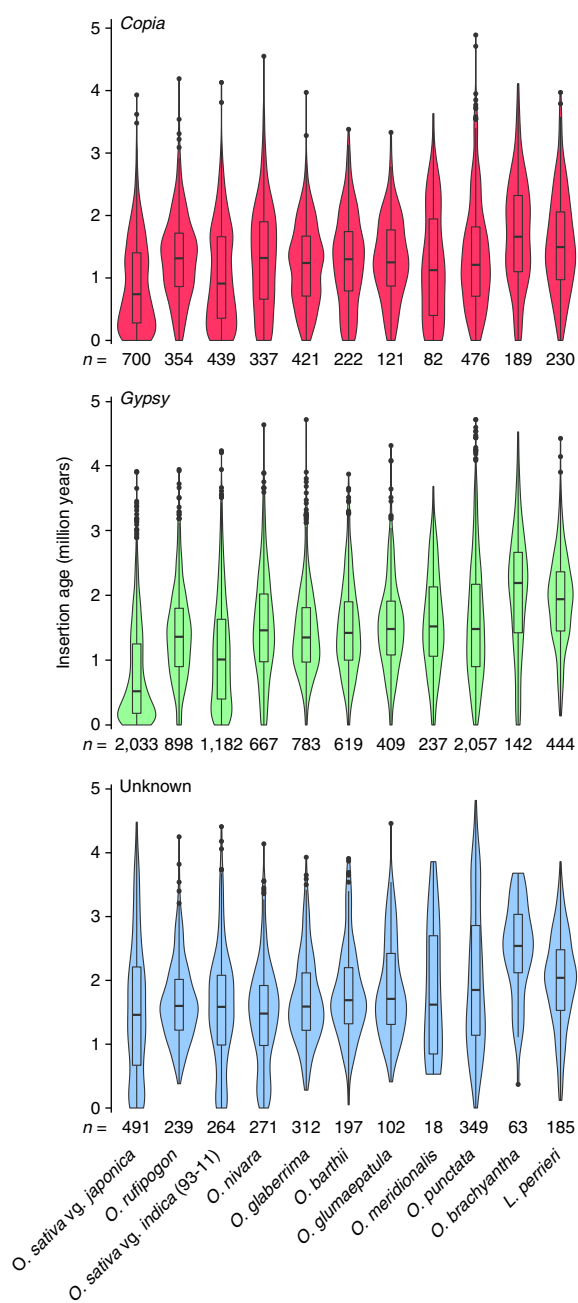 Copia
5
4
3
2
1
0
n = 700 354 439 337 421 222 121 82 476 189 230
Gypsy
5
4
3
2
1
0
n = 2,033 898 1,182 667 783 619 409 237 2,057 142 444
Insertion age (million years)
Unknown
5
4
3
2
1
0
n = 491 239 264 271 312 197 102 18 349 63 185
O. sativa vg. japonica
O. rufipogon
O. sativa vg. indica (93-11)
O. nivara
O. glaberrima
O. barthii
O. glumaepatula
O. meridionalis
O. punctata
O. brachyantha
L. perrieri